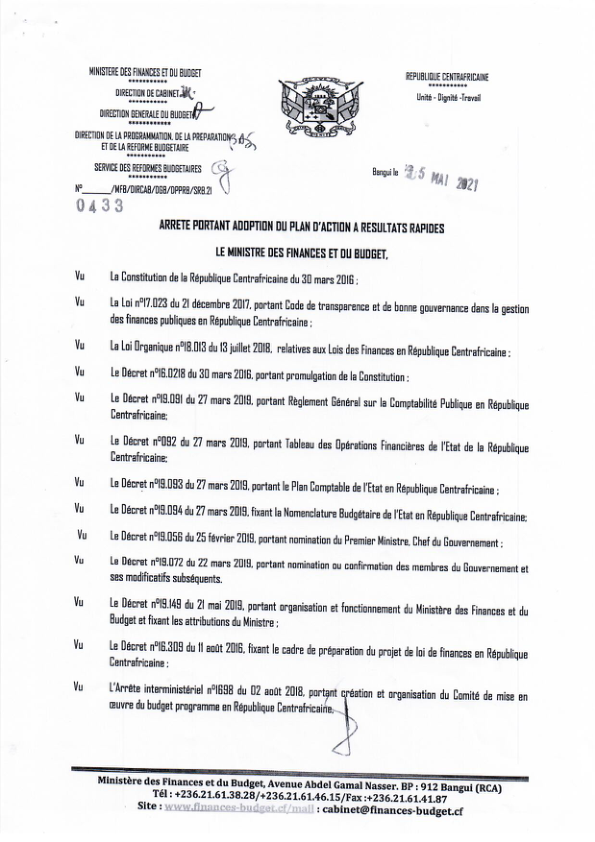 MINISTERE DES FINANCES ET DU BUDGET
***********
DIRECTION DE CABINET
***********
DIRECTION GENERALE DU BUDGET
***********
DIRECTION DE LA PROGRAMMATION, DE LA PREPARATION
ET DE LA REFORME BUDGETAIRE
***********
SERVICE DES REFORMES BUDGETAIRES
***********
N°______/MFB/DIRCAB/DGB/DPPRB/SRB.21
0433
REPUBLIQUE CENTRAFRICAINE
***********
Unité - Dignité -Travail
Bangui le 25 MAI 2021
ARRETE PORTANT ADOPTION DU PLAN D'ACTION A RESULTATS RAPIDES
LE MINISTRE DES FINANCES ET DU BUDGET,
Vu La Constitution de la République Centrafricaine du 30 mars 2016 ;
Vu La Loi n°17.023 du 21 décembre 2017, portant Code de transparence et de bonne gouvernance dans la gestion
des finances publiques en République Centrafricaine ;
Vu La Loi Organique n°18.013 du 13 juillet 2018, relatives aux Lois des Finances en République Centrafricaine ;
Vu Le Décret n°16.0218 du 30 mars 2016, portant promulgation de la Constitution ;
Vu Le Décret n°19.091 du 27 mars 2019, portant Règlement Général sur la Comptabilité Publique en République
Centrafricaine;
Vu Le Décret n°092 du 27 mars 2019, portant Tableau des Opérations Financières de l'Etat de la République
Centrafricaine;
Vu Le Décret n°19.093 du 27 mars 2019, portant le Plan Comptable de l'Etat en République Centrafricaine ;
Vu Le Décret n°19.094 du 27 mars 2019, fixant la Nomenclature Budgétaire de l'Etat en République Centrafricaine;
Vu Le Décret n°19.056 du 25 février 2019, portant nomination du Premier Ministre, Chef du Gouvernement ;
Vu Le Décret n°19.072 du 22 mars 2019, portant nomination ou confirmation des membres du Gouvernement et
ses modificatifs subséquents.
Vu Le Décret n°19.149 du 21 mai 2019, portant organisation et fonctionnement du Ministère des Finances et du
Budget et fixant les attributions du Ministre ;
Vu Le Décret n°16.309 du 11 août 2016, fixant le cadre de préparation du projet de loi de finances en République
Centrafricaine ;
Vu L'Arrête interministériel n°1698 du 02 août 2018, portant création et organisation du Comité de mise en
œuvre du budget programme en République Centrafricaine,
Ministère des Finances et du Budget, Avenue Abdel Gamal Nasser. BP : 912 Bangui (RCA)
Tél : +236.21.61.38.28/+236.21.61.46.15/Fax :+236.21.61.41.87
Site : www.finances-budget.cf/mail : cabinet@finances-budget.cf